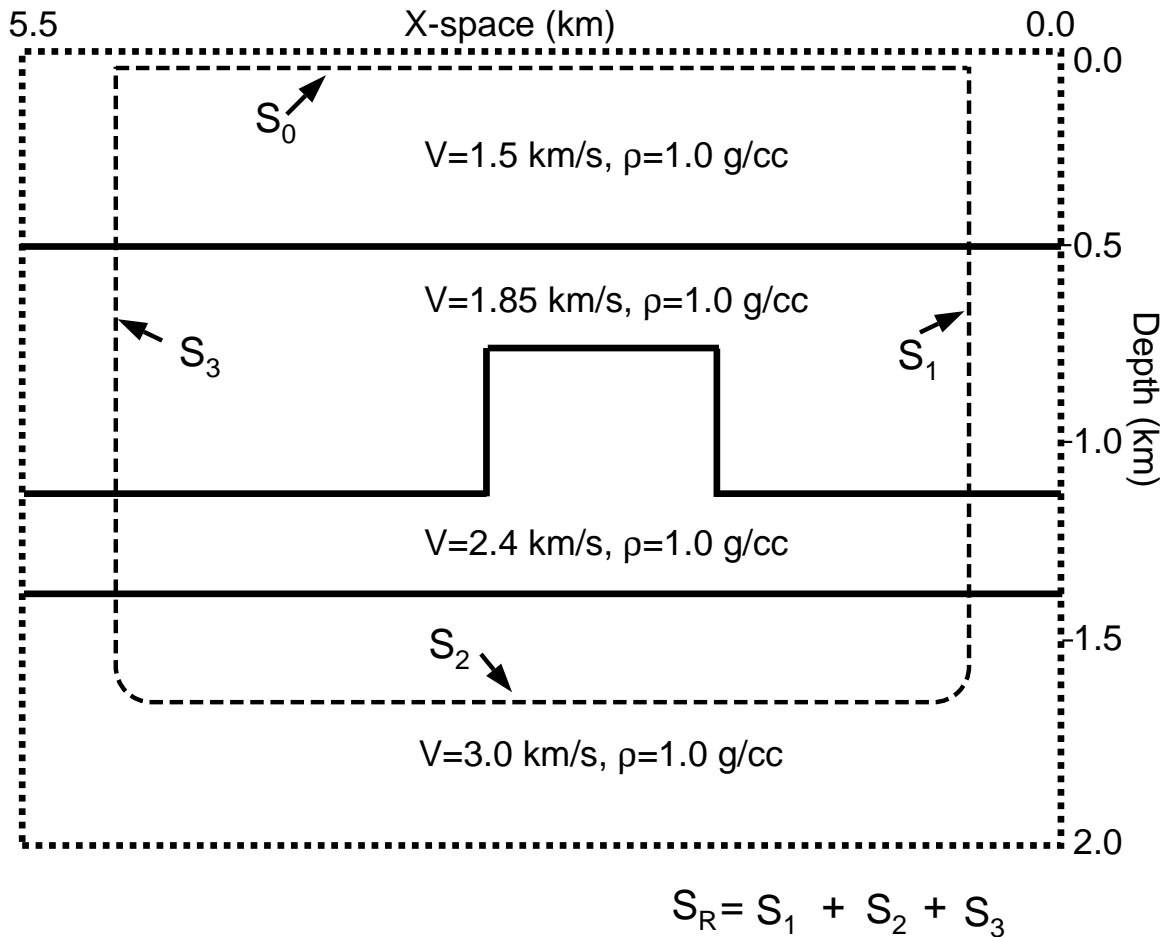 5.5 X-space (km) 0.0
0.0
S₀
V=1.5 km/s, ρ=1.0 g/cc
0.5
V=1.85 km/s, ρ=1.0 g/cc
S₃
S₁
Depth (km)
1.0
V=2.4 km/s, ρ=1.0 g/cc
S₂
1.5
V=3.0 km/s, ρ=1.0 g/cc
2.0
S_R = S₁ + S₂ + S₃